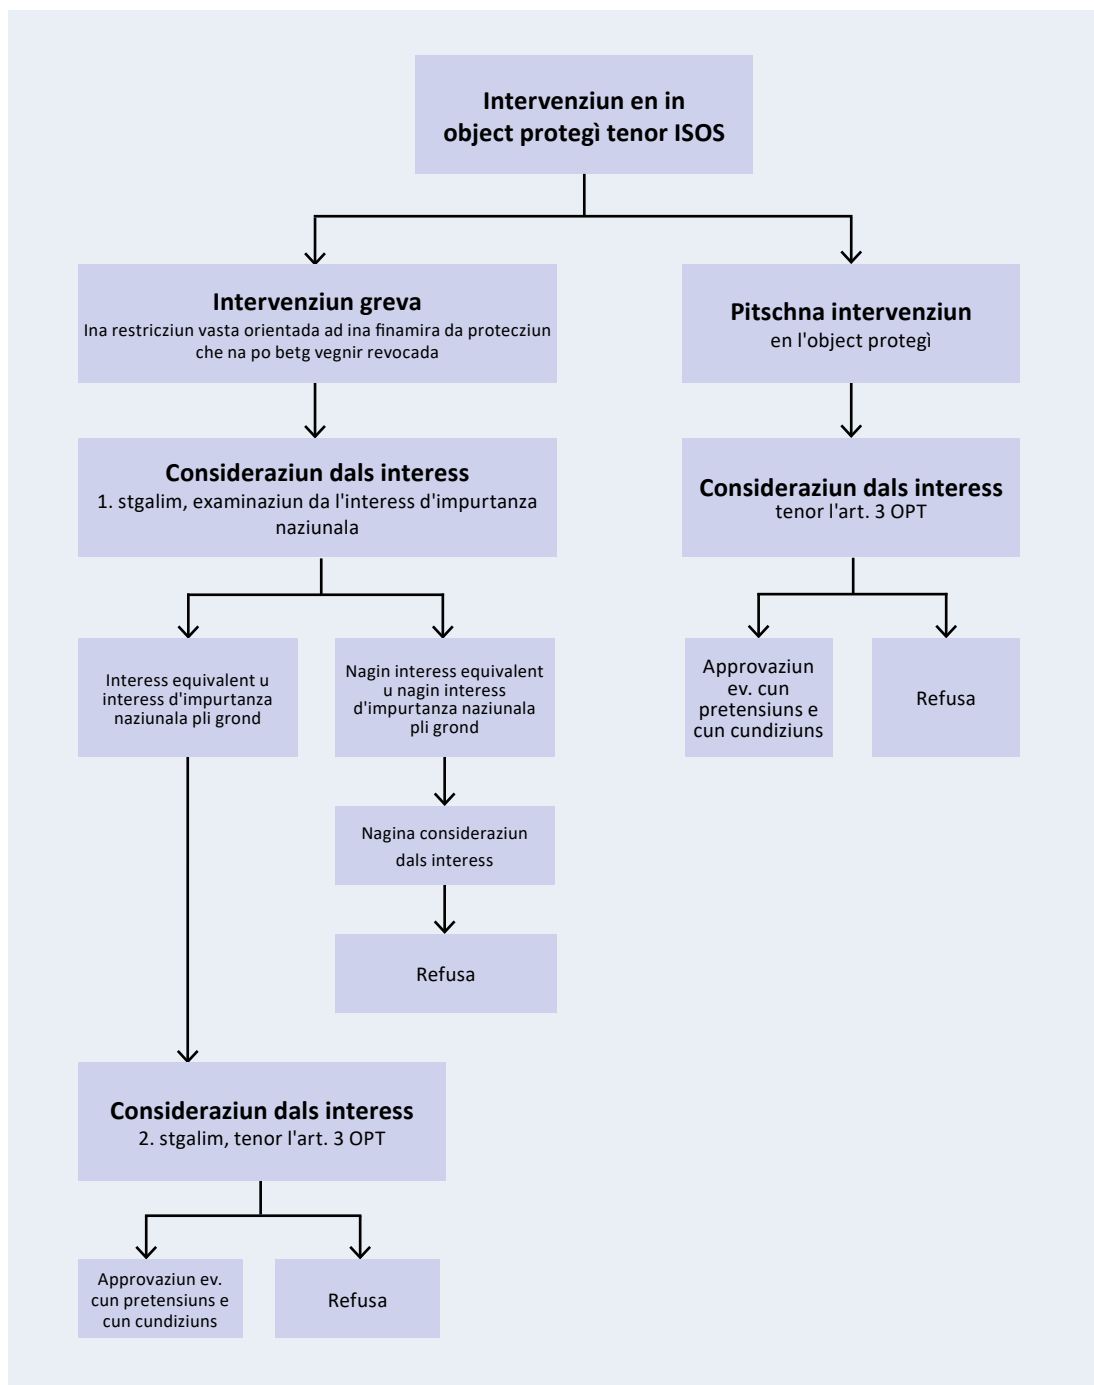 Intervenziun en in
object protegì tenor ISOS
Intervenziun greva
Ina restricziun vasta orientada ad ina finamira da protecziun
che na po betg vegnir revocada
Pitschna intervenziun
en l'object protegì
Consideraziun dals interess
1. stgalim, examinaziun da l'interess d'impurtanza
naziunala
Consideraziun dals interess
tenor l'art. 3 OPT
Interess equivalent u
interess d'impurtanza
naziunala pli grond
Nagin interess equivalent
u nagin interess
d'impurtanza naziunala
pli grond
Approvaziun
ev. cun
pretensiuns e
cun cundiziuns
Refusa
Nagina consideraziun
dals interess
Refusa
Consideraziun dals interess
2. stgalim, tenor l'art. 3 OPT
Approvaziun ev.
cun pretensiuns e
cun cundiziuns
Refusa